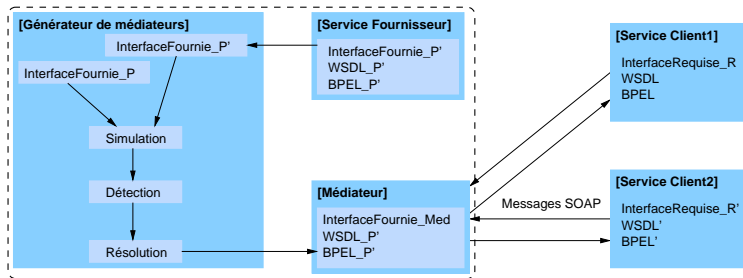 [Générateur de médiateurs]
InterfaceFournie_P'
InterfaceFournie_P
Simulation
Détection
Résolution
[Service Fournisseur]
InterfaceFournie_P'
WSDL_P'
BPEL_P'
[Médiateur]
InterfaceFournie_Med
WSDL_P'
BPEL_P'
[Service Client1]
InterfaceRequise_R
WSDL
BPEL
Messages SOAP
[Service Client2]
InterfaceRequise_R'
WSDL'
BPEL'